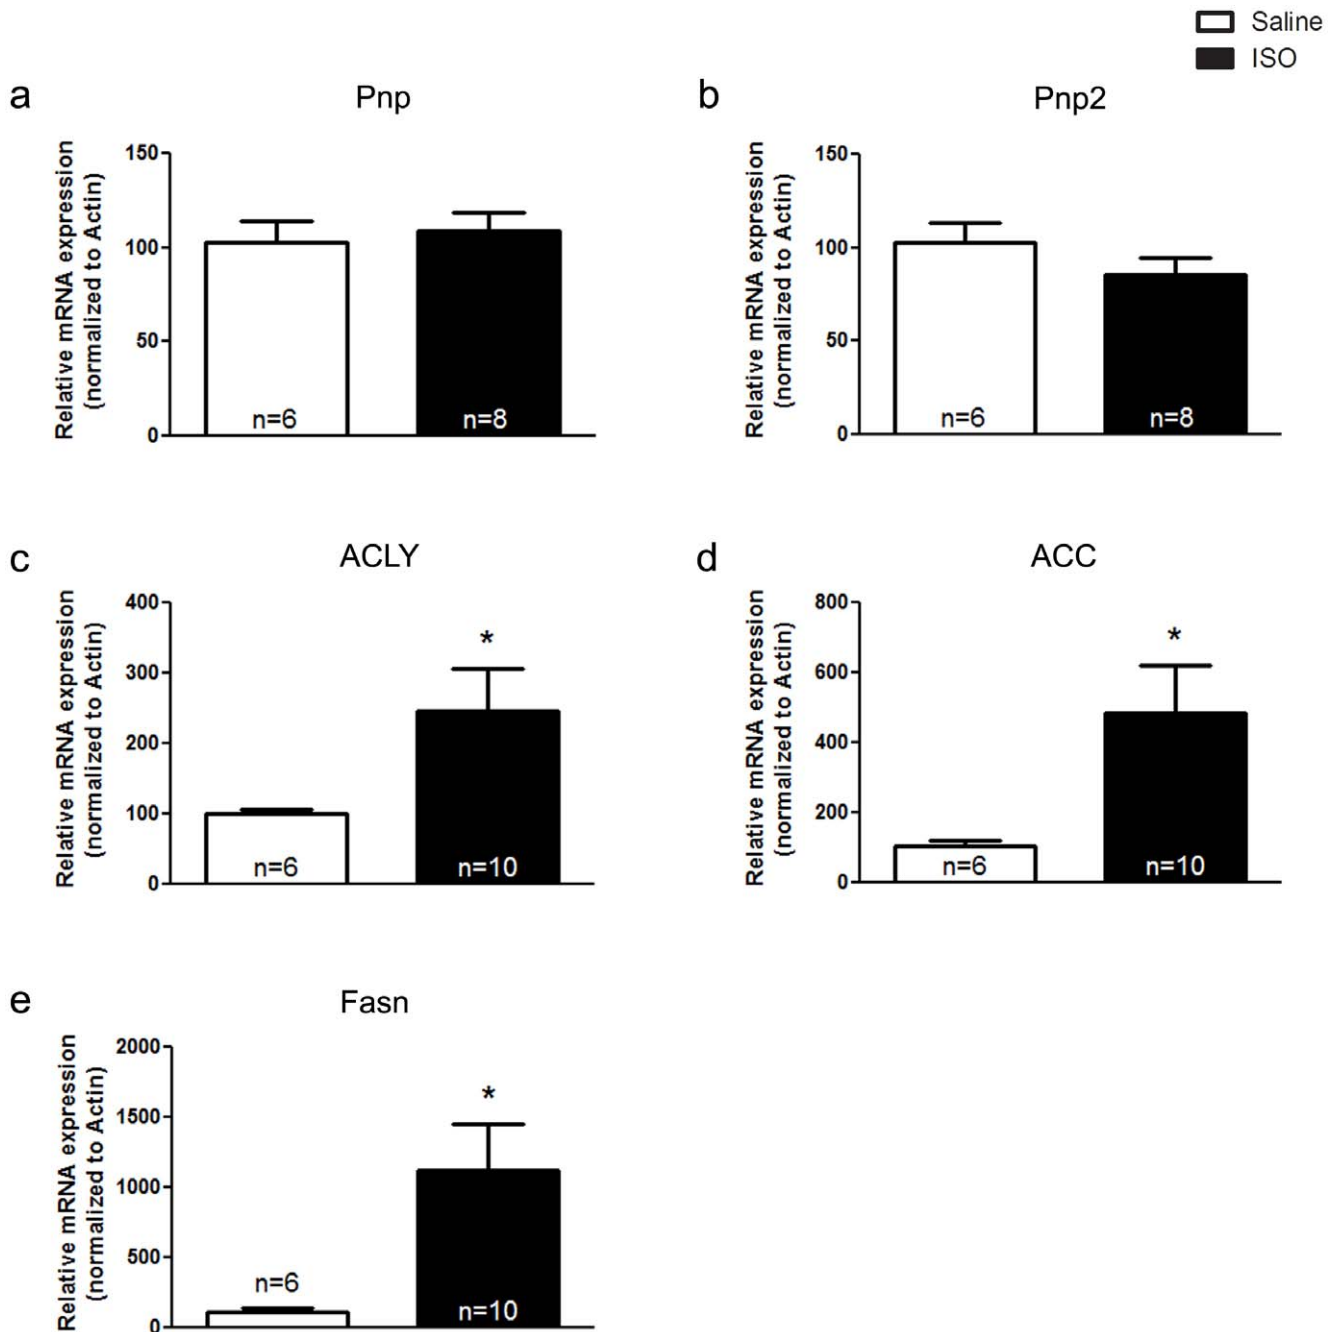 Saline
ISO
a
Pnp
Relative mRNA expression
(normalized to Actin)
150
100
50
0
n=6
n=8
b
Pnp2
Relative mRNA expression
(normalized to Actin)
150
100
50
0
n=6
n=8
c
ACLY
Relative mRNA expression
(normalized to Actin)
400
300
200
100
0
*
n=6
n=10
d
ACC
Relative mRNA expression
(normalized to Actin)
800
600
400
200
0
*
n=6
n=10
e
Fasn
Relative mRNA expression
(normalized to Actin)
2000
1500
1000
500
0
*
n=6
n=10